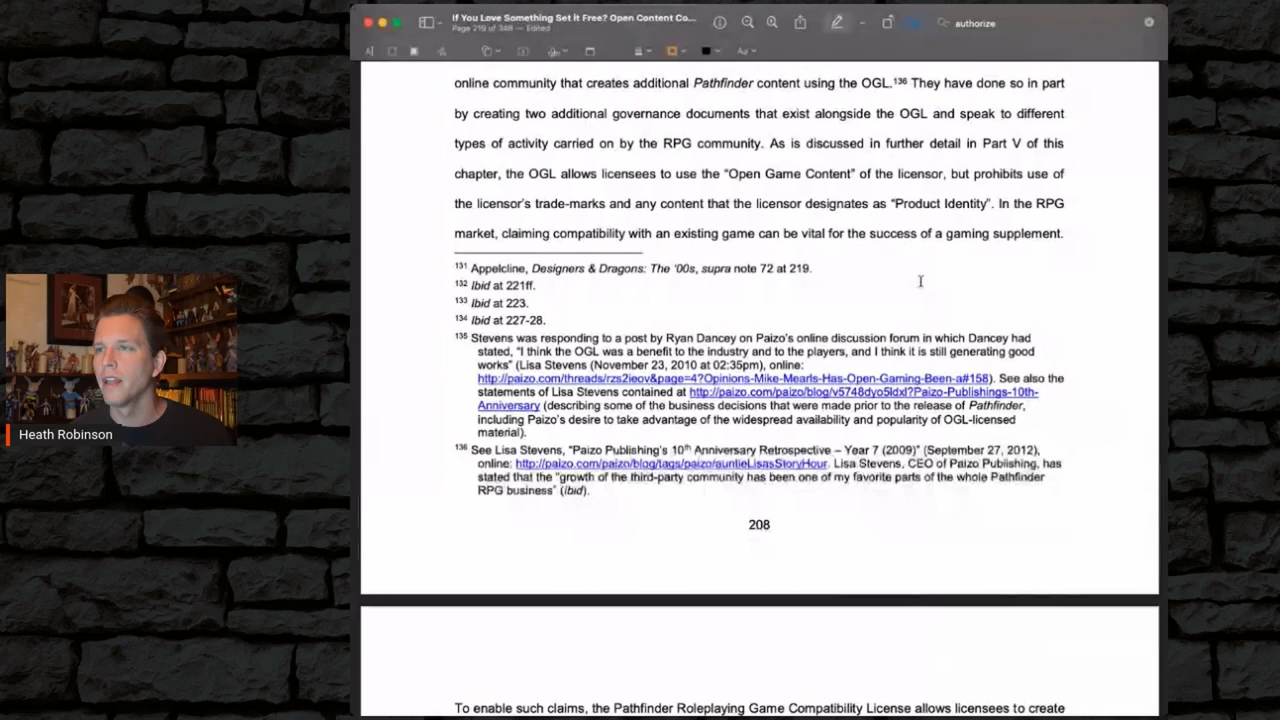 If You Love Something Set it Free? Open Content Co...
Page 219 of 348 — Edited
authorize
online community that creates additional Pathfinder content using the OGL.136 They have done so in part
by creating two additional governance documents that exist alongside the OGL and speak to different
types of activity carried on by the RPG community. As is discussed in further detail in Part V of this
chapter, the OGL allows licensees to use the "Open Game Content" of the licensor, but prohibits use of
the licensor's trade-marks and any content that the licensor designates as "Product Identity". In the RPG
market, claiming compatibility with an existing game can be vital for the success of a gaming supplement.
131 Appelcline, Designers & Dragons: The '00s, supra note 72 at 219.
132 Ibid at 221ff.
133 Ibid at 223.
134 Ibid at 227-28.
135 Stevens was responding to a post by Ryan Dancey on Paizo's online discussion forum in which Dancey had
stated, "I think the OGL was a benefit to the industry and to the players, and I think it is still generating good
works" (Lisa Stevens (November 23, 2010 at 02:35pm), online:
http://paizo.com/threads/rzs2ieov&page=4?Opinions-Mike-Mearls-Has-Open-Gaming-Been-a#158). See also the
statements of Lisa Stevens contained at http://paizo.com/paizo/blog/v5748dyo5ldxl?Paizo-Publishings-10th-
Anniversary (describing some of the business decisions that were made prior to the release of Pathfinder,
including Paizo's desire to take advantage of the widespread availability and popularity of OGL-licensed
material).
136 See Lisa Stevens, "Paizo Publishing's 10th Anniversary Retrospective – Year 7 (2009)" (September 27, 2012),
online: http://paizo.com/paizo/blog/tags/paizo/auntieLisasStoryHour. Lisa Stevens, CEO of Paizo Publishing, has
stated that the "growth of the third-party community has been one of my favorite parts of the whole Pathfinder
RPG business" (ibid).
208
To enable such claims, the Pathfinder Roleplaying Game Compatibility License allows licensees to create
Heath Robinson